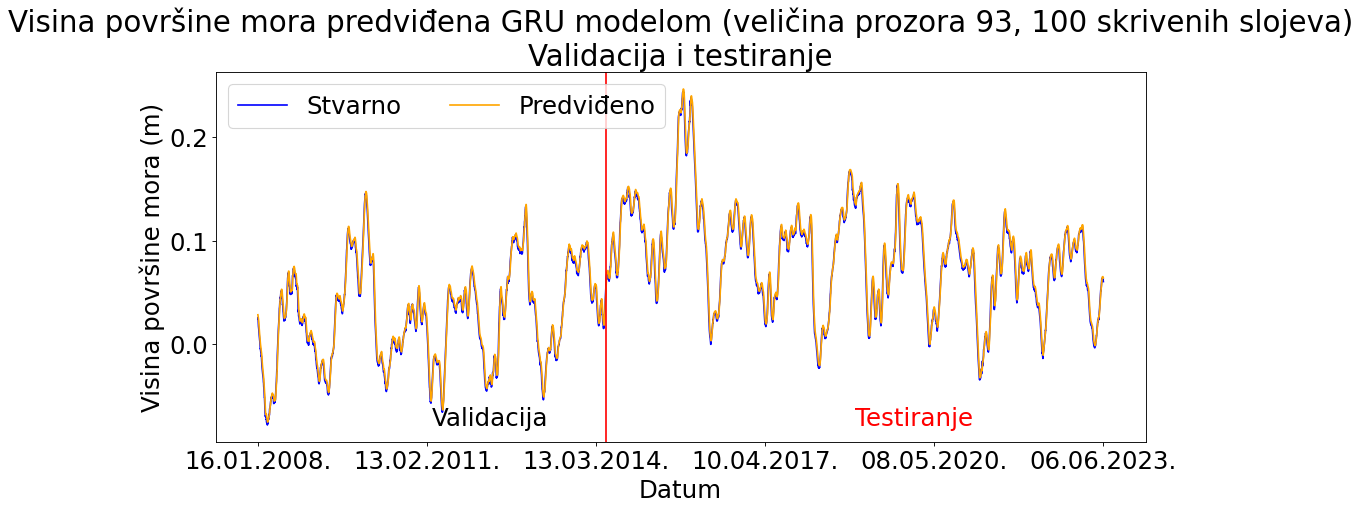 Visina površine mora predviđena GRU modelom (veličina prozora 93, 100 skrivenih slojeva)
Validacija i testiranje
Stvarno
Predviđeno
Visina površine mora (m)
0.2
0.1
0.0
Validacija
Testiranje
16.01.2008.
13.02.2011.
13.03.2014.
10.04.2017.
08.05.2020.
06.06.2023.
Datum